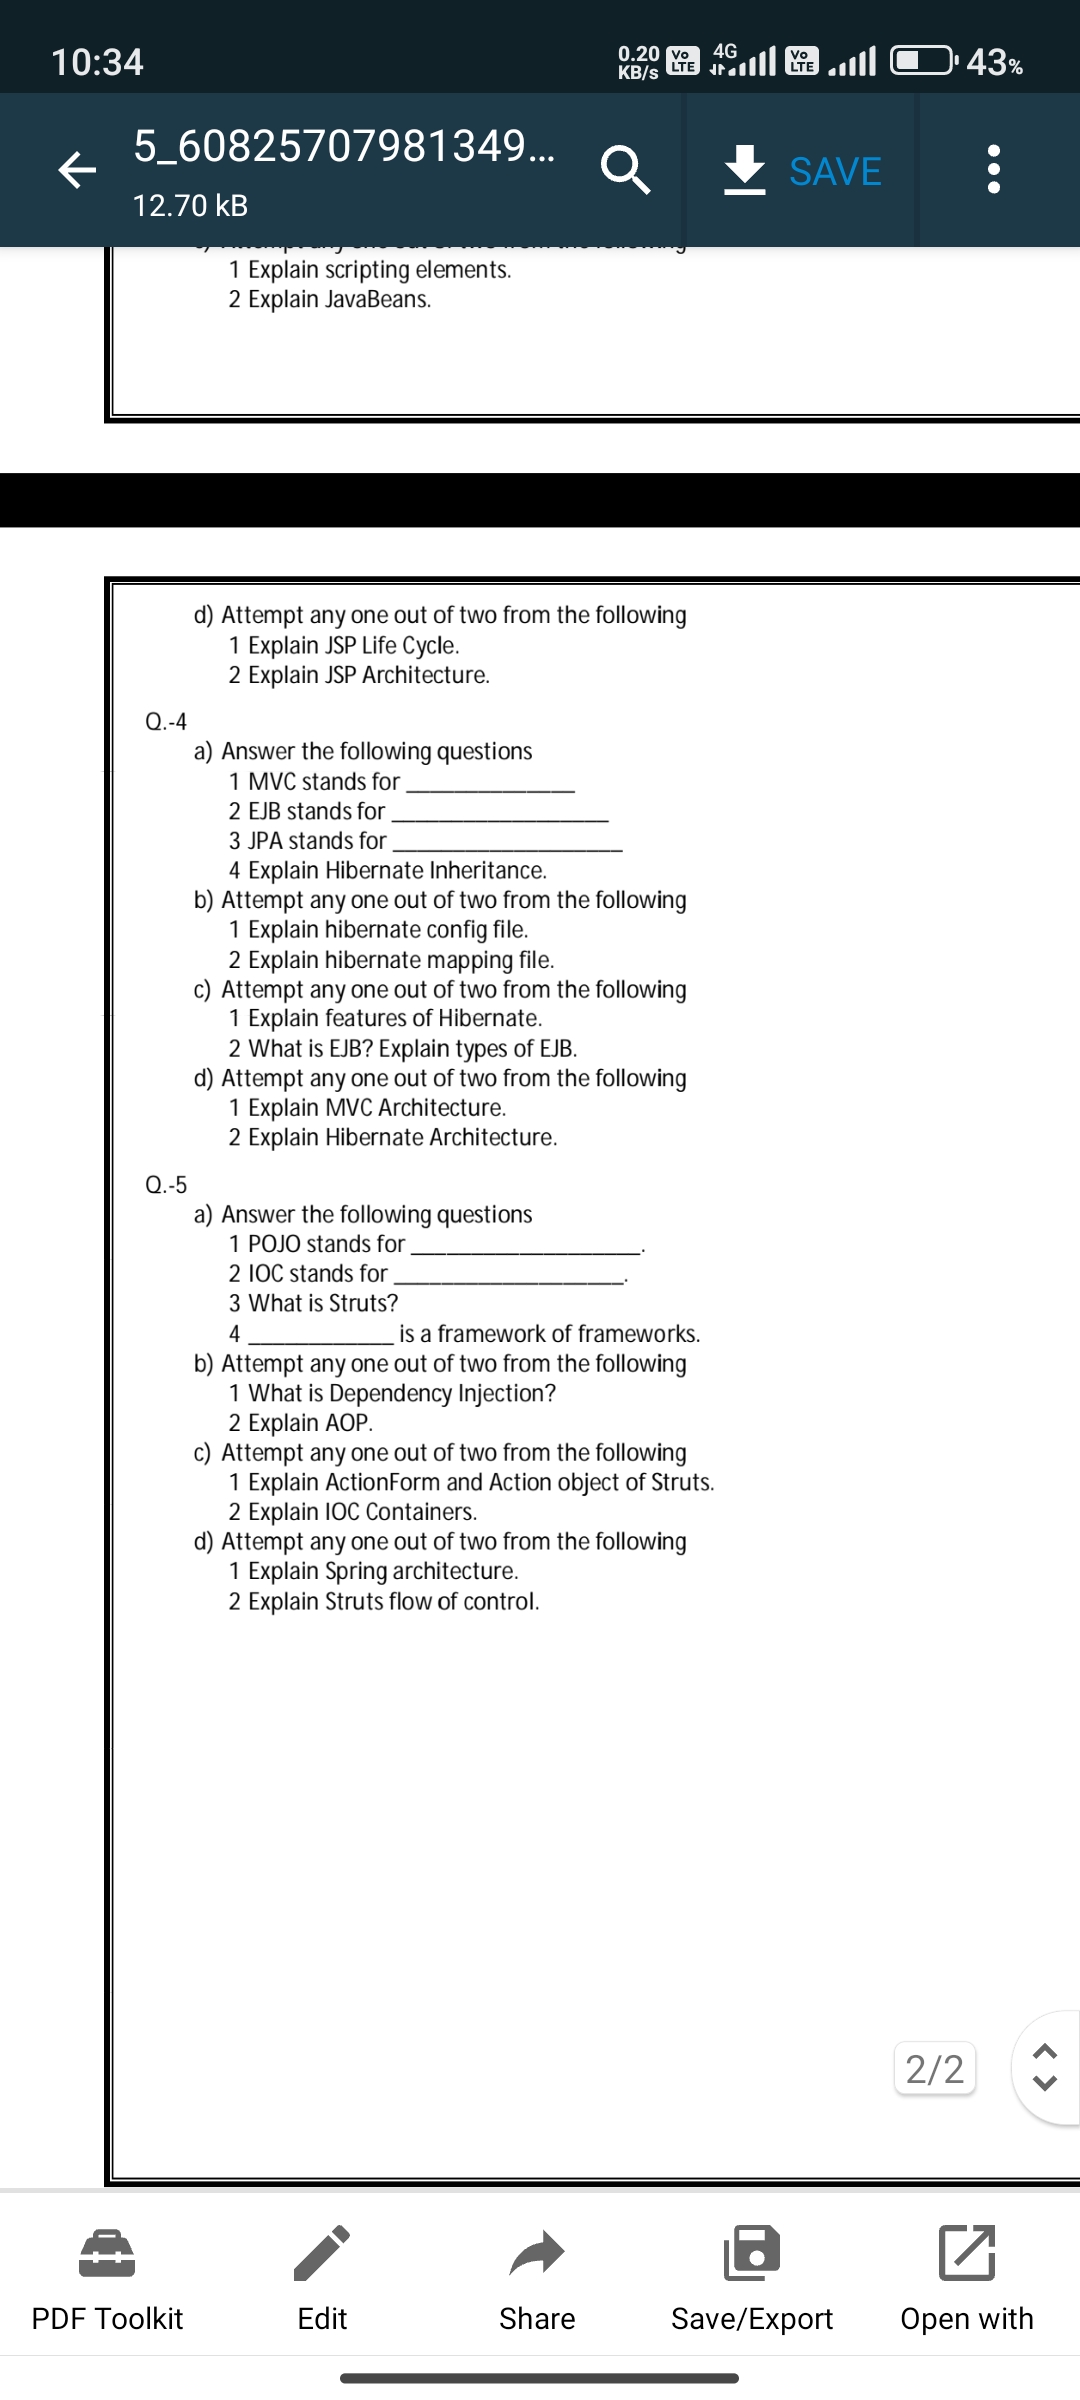 10:34
0.20 KB/s Vo LTE 4G Vo LTE 43%
5_60825707981349...
12.70 kB
SAVE
1 Explain scripting elements.
2 Explain JavaBeans.
d) Attempt any one out of two from the following
1 Explain JSP Life Cycle.
2 Explain JSP Architecture.
Q.-4
a) Answer the following questions
1 MVC stands for ______________
2 EJB stands for __________________
3 JPA stands for ___________________
4 Explain Hibernate Inheritance.
b) Attempt any one out of two from the following
1 Explain hibernate config file.
2 Explain hibernate mapping file.
c) Attempt any one out of two from the following
1 Explain features of Hibernate.
2 What is EJB? Explain types of EJB.
d) Attempt any one out of two from the following
1 Explain MVC Architecture.
2 Explain Hibernate Architecture.
Q.-5
a) Answer the following questions
1 POJO stands for ___________________.
2 IOC stands for ___________________.
3 What is Struts?
4 ____________ is a framework of frameworks.
b) Attempt any one out of two from the following
1 What is Dependency Injection?
2 Explain AOP.
c) Attempt any one out of two from the following
1 Explain ActionForm and Action object of Struts.
2 Explain IOC Containers.
d) Attempt any one out of two from the following
1 Explain Spring architecture.
2 Explain Struts flow of control.
2/2
PDF Toolkit
Edit
Share
Save/Export
Open with